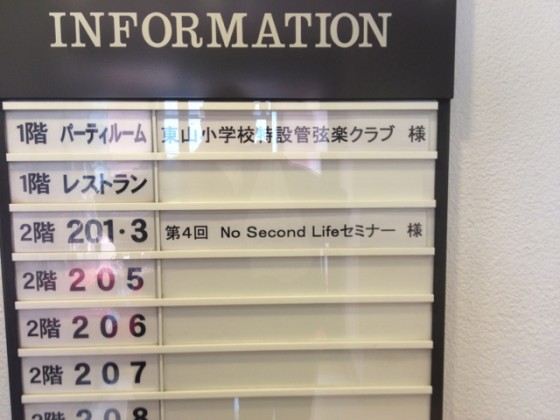 INFORMATION
1階 パーティルーム 東山小学校特設管弦楽クラブ 様
1階 レストラン
2階 201・3 第4回 No Second Lifeセミナー 様
2階 205
2階 206
2階 207
2階 208